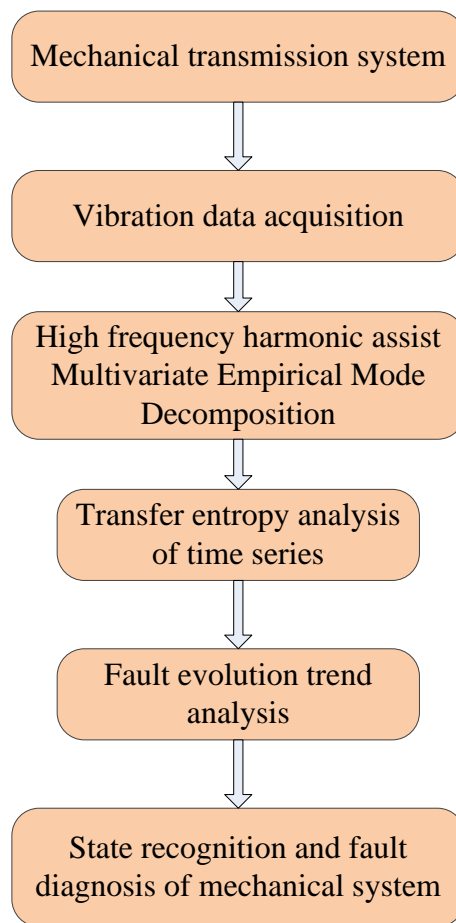 Mechanical transmission system
Vibration data acquisition
High frequency harmonic assist
Multivariate Empirical Mode
Decomposition
Transfer entropy analysis
of time series
Fault evolution trend
analysis
State recognition and fault
diagnosis of mechanical system